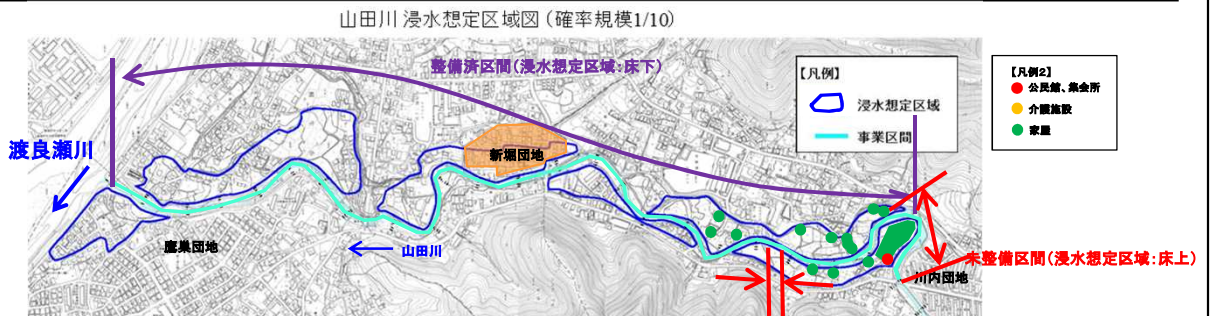 山田川 浸水想定区域図（確率規模1/10）
整備済区間（浸水想定区域：床下）
【凡例】
浸水想定区域
事業区間
【凡例2】
公民館、集会所
介護施設
家屋
渡良瀬川
新堀団地
鷹巣団地
山田川
未整備区間（浸水想定区域：床上）
川内団地